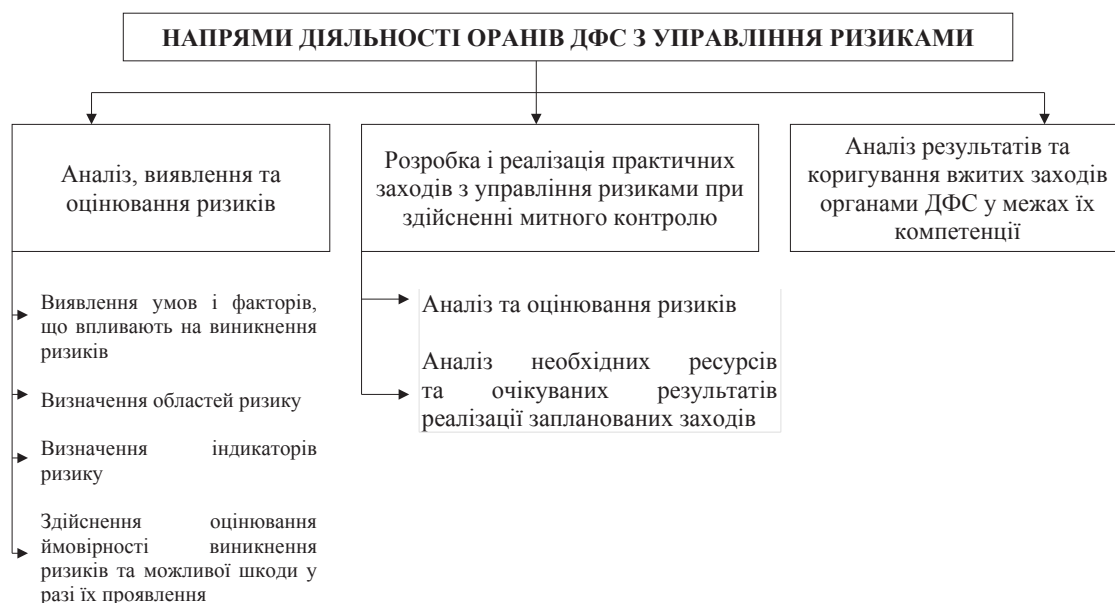 НАПРЯМИ ДІЯЛЬНОСТІ ОРАНІВ ДФС З УПРАВЛІННЯ РИЗИКАМИ
Аналіз, виявлення та
оцінювання ризиків
Розробка і реалізація практичних
заходів з управління ризиками при
здійсненні митного контролю
Аналіз результатів та
коригування вжитих заходів
органами ДФС у межах їх
компетенції
Виявлення умов і факторів,
що впливають на виникнення
ризиків
Визначення областей ризику
Визначення індикаторів
ризику
Здійснення оцінювання
ймовірності виникнення
ризиків та можливої шкоди у
разі їх проявлення
Аналіз та оцінювання ризиків
Аналіз необхідних ресурсів
та очікуваних результатів
реалізації запланованих заходів